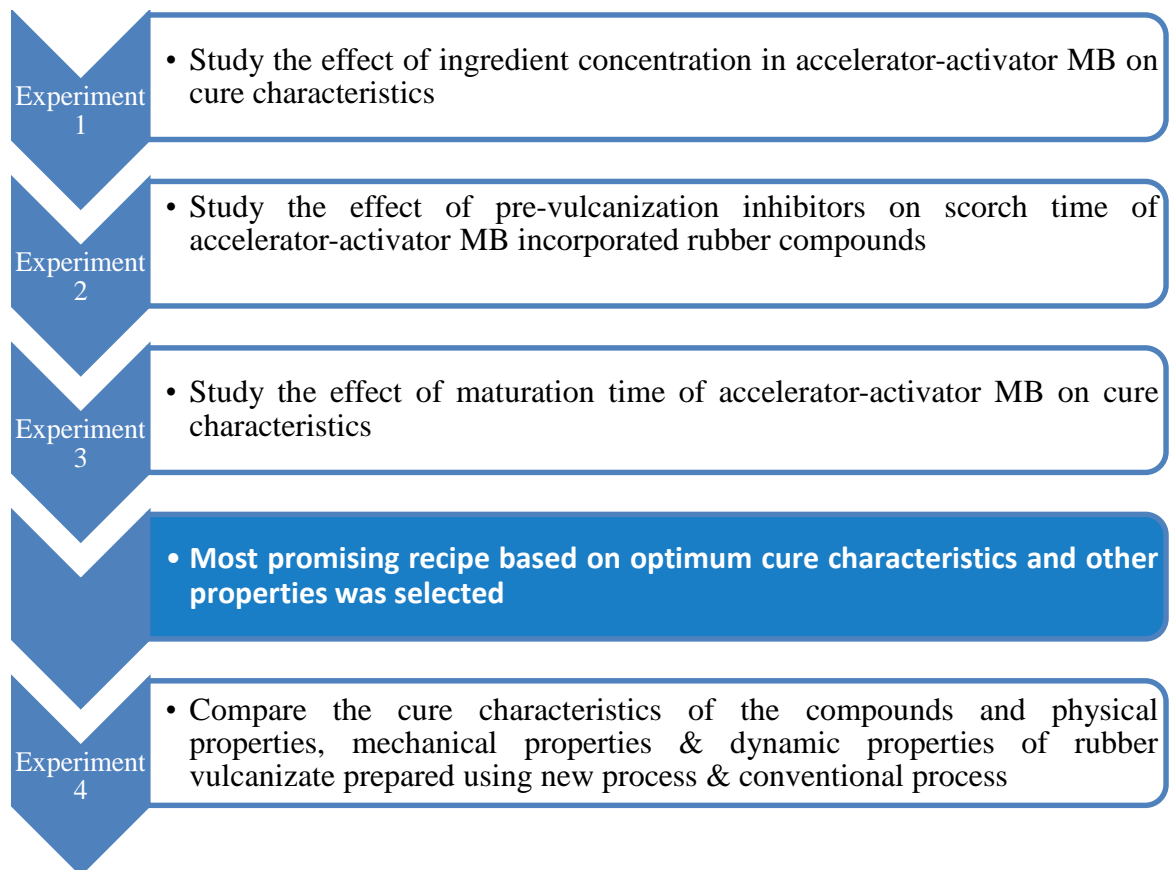 Experiment
1
• Study the effect of ingredient concentration in accelerator-activator MB on
cure characteristics
Experiment
2
• Study the effect of pre-vulcanization inhibitors on scorch time of
accelerator-activator MB incorporated rubber compounds
Experiment
3
• Study the effect of maturation time of accelerator-activator MB on cure
characteristics
• Most promising recipe based on optimum cure characteristics and other
properties was selected
Experiment
4
• Compare the cure characteristics of the compounds and physical
properties, mechanical properties & dynamic properties of rubber
vulcanizate prepared using new process & conventional process